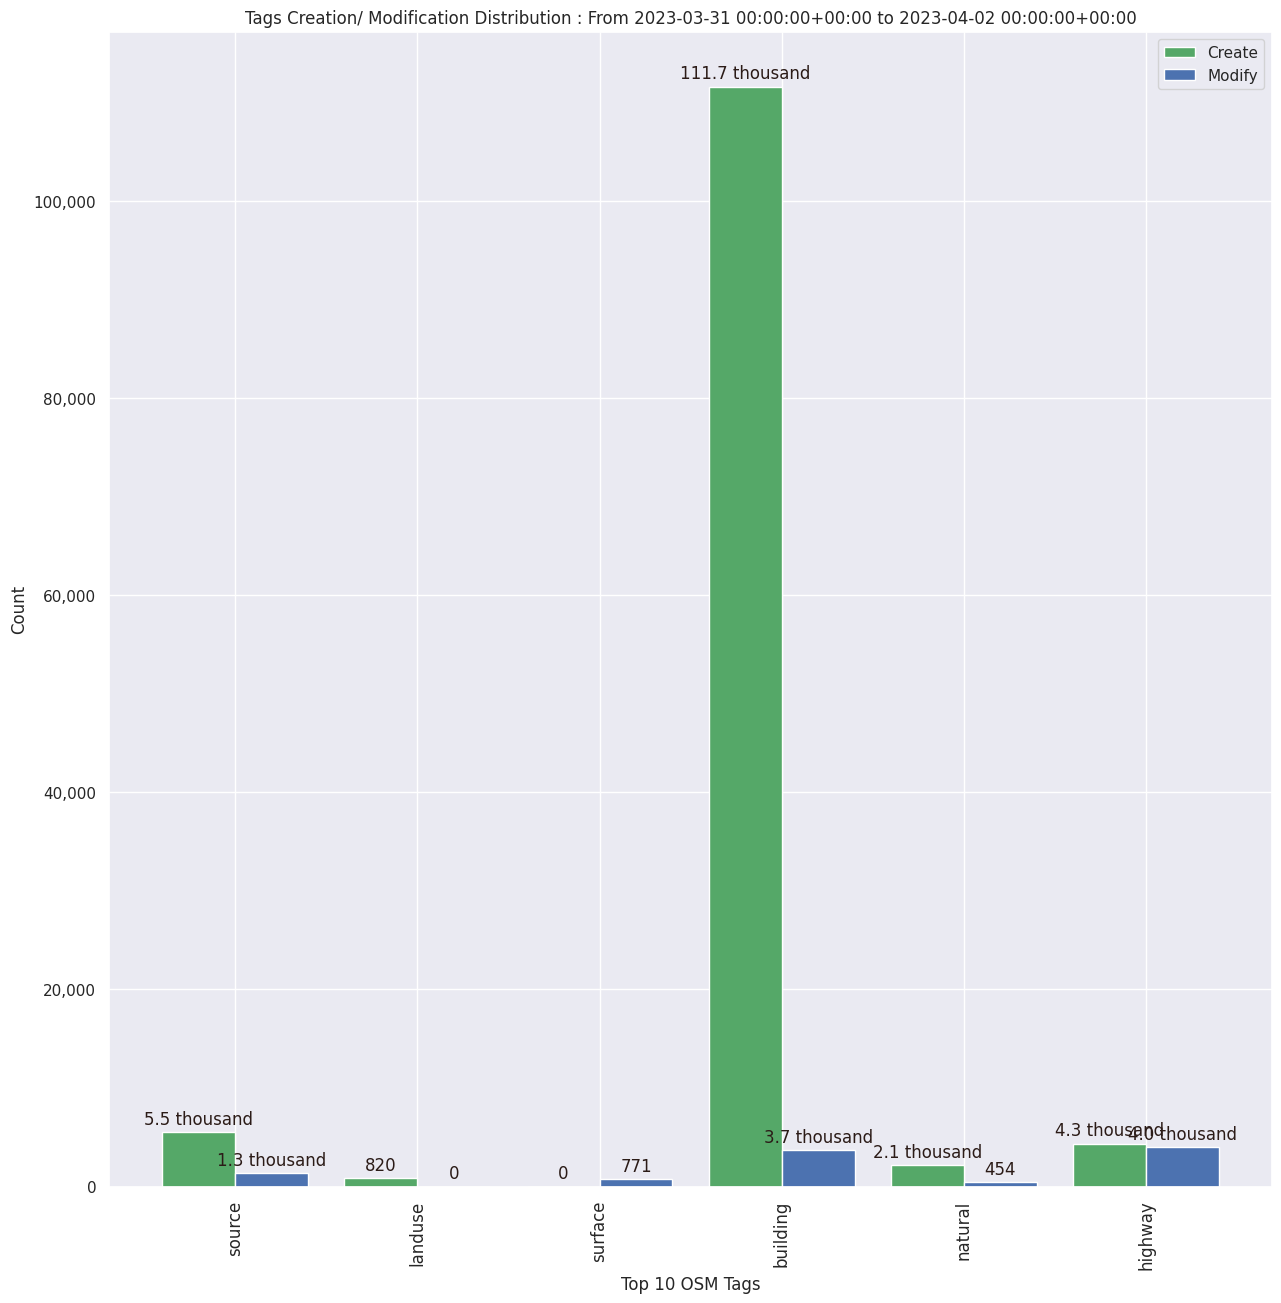 Tags Creation/ Modification Distribution : From 2023-03-31 00:00:00+00:00 to 2023-04-02 00:00:00+00:00
Create
Modify
111.7 thousand
100,000
80,000
60,000
Count
40,000
20,000
0
5.5 thousand
1.3 thousand
820
0
0
771
3.7 thousand
2.1 thousand
454
4.3 thousand
4.0 thousand
source
landuse
surface
building
natural
highway
Top 10 OSM Tags